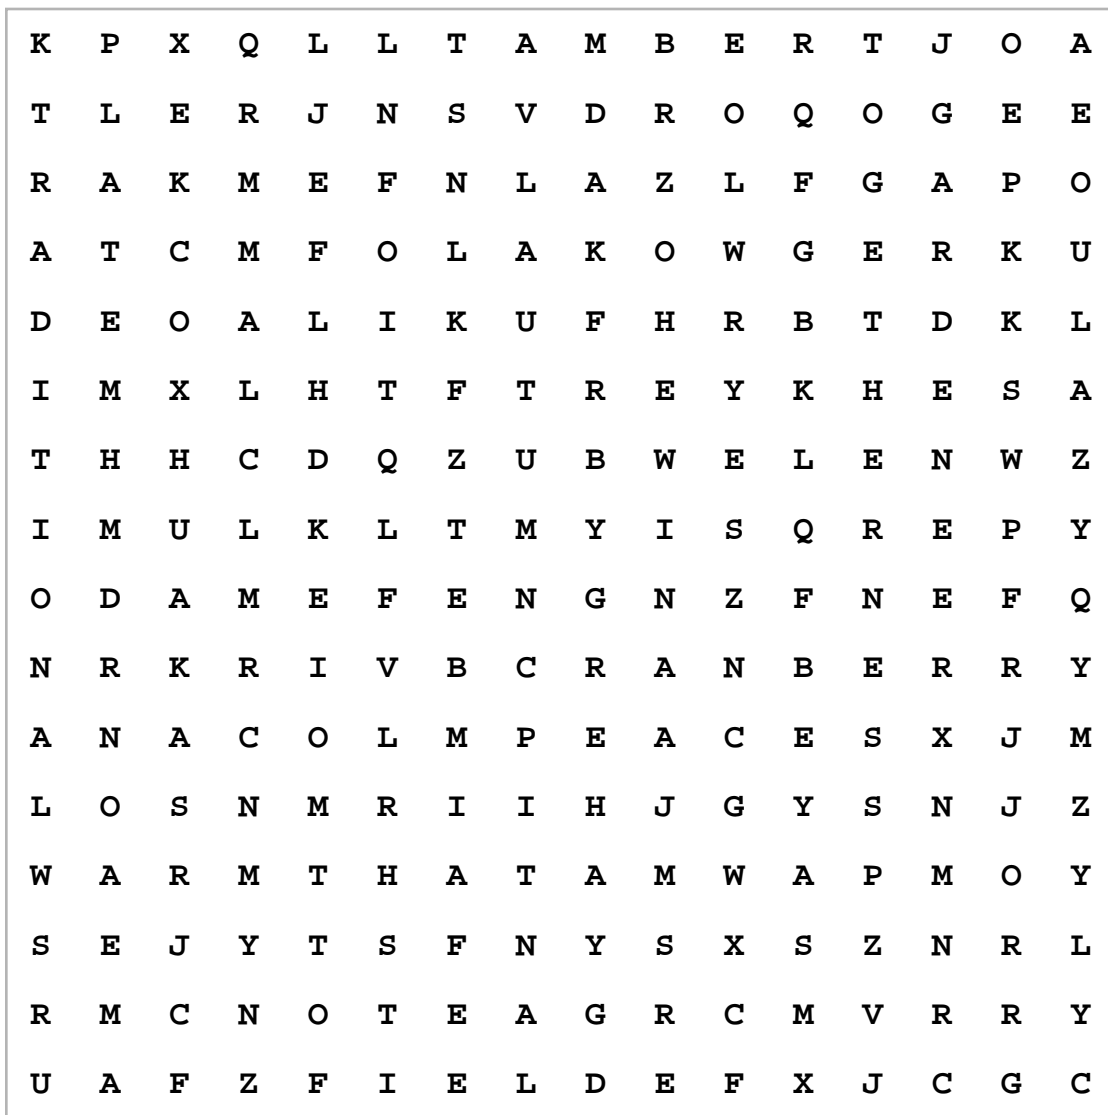 K P X Q L L T A M B E R T J O A
T L E R J N S V D R O Q O G E E
R A K M E F N L A Z L F G A P O
A T C M F O L A K O W G E R K U
D E O A L I K U F H R B T D K L
I M X L H T F T R E Y K H E S A
T H H C D Q Z U B W E L E N W Z
I M U L K L T M Y I S Q R E P Y
O D A M E F E N G N Z F N E F Q
N R K R I V B C R A N B E R R Y
A N A C O L M P E A C E S X J M
L O S N M R I I H J G Y S N J Z
W A R M T H A T A M W A P M O Y
S E J Y T S F N Y S X S Z N R L
R M C N O T E A G R C M V R R Y
U A F Z F I E L D E F X J C G C